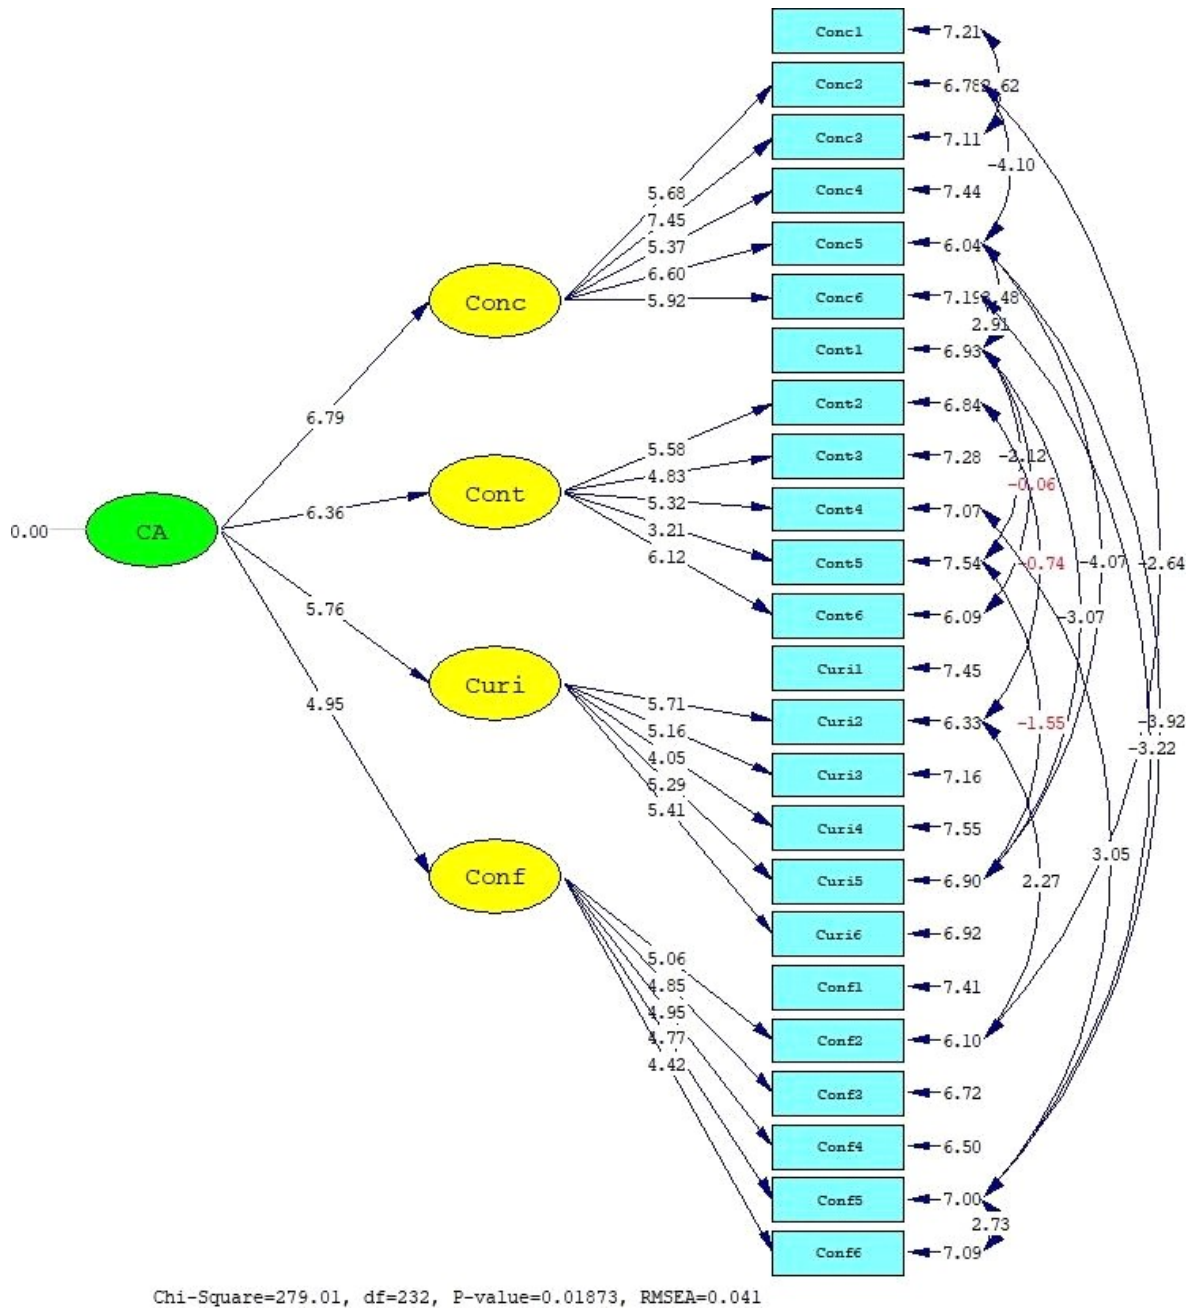 Conc1 7.21
Conc2 6.78 .62
Conc3 7.11
-4.10
Conc4 7.44
5.68
7.45
Conc5 6.04
5.37
6.60
Conc6 7.19 .48
5.92
Conc
2.91
Cont1 6.93
Cont2 6.84
6.79
5.58
Cont3 7.28 -2.12
4.83
-0.06
Cont
5.32
Cont4 7.07
6.36
3.21
0.00 CA
6.12
Cont5 7.54 -0.74 -4.07 -2.64
5.76
Cont6 6.09 -3.07
Curi1 7.45
Curi
4.95
5.71
Curi2 6.33 -1.55 -3.92
5.16
-3.22
4.05
Curi3 7.16
5.29
5.41
Curi4 7.55
3.05
Conf
Curi5 6.90 2.27
Curi6 6.92
5.06
4.85
Conf1 7.41
4.95
4.77
Conf2 6.10
4.42
Conf3 6.72
Conf4 6.50
Conf5 7.00
2.73
Conf6 7.09
Chi-Square=279.01, df=232, P-value=0.01873, RMSEA=0.041